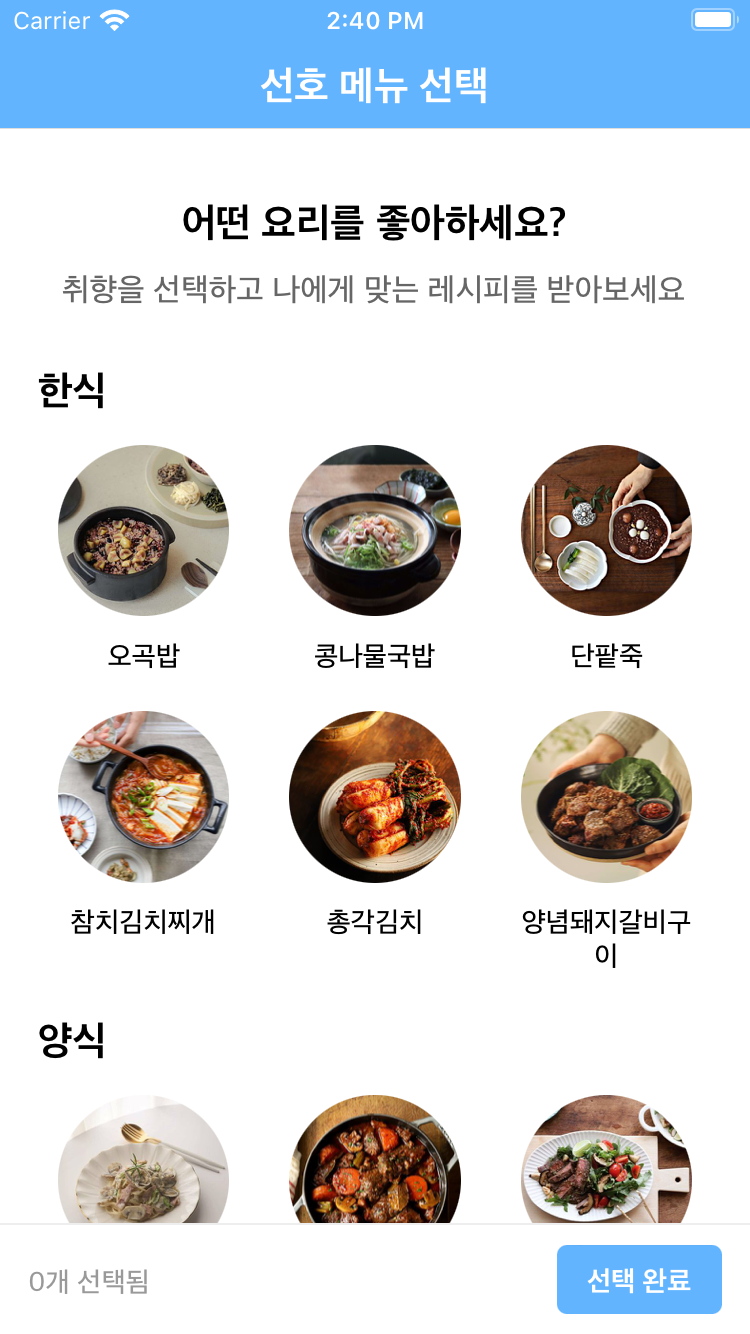 Carrier 2:40 PM
선호 메뉴 선택
어떤 요리를 좋아하세요?
취향을 선택하고 나에게 맞는 레시피를 받아보세요
한식
오곡밥 콩나물국밥 단팥죽
참치김치찌개 총각김치 양념돼지갈비구
이
양식
0개 선택됨 선택 완료